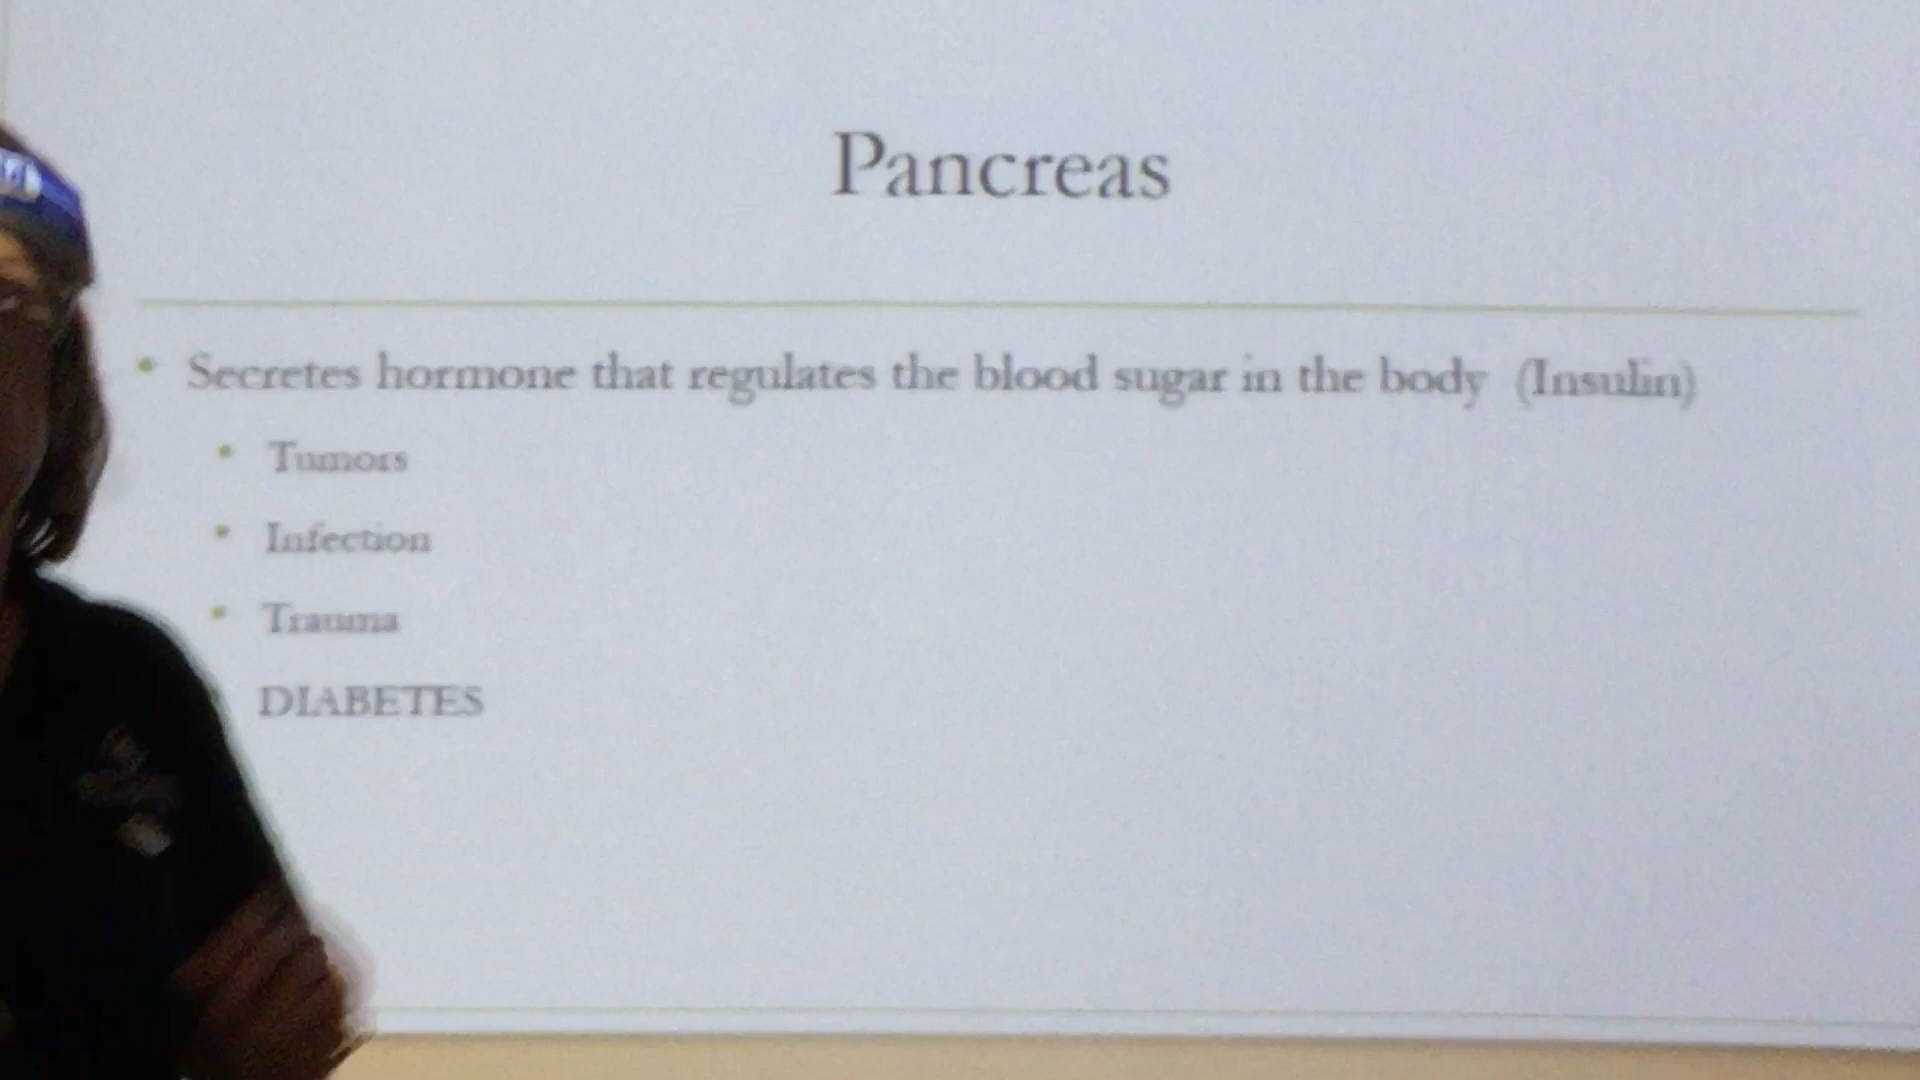 Pancreas
Secretes hormone that regulates the blood sugar in the body (Insulin)
Tumors
Infection
Trauma
DIABETES